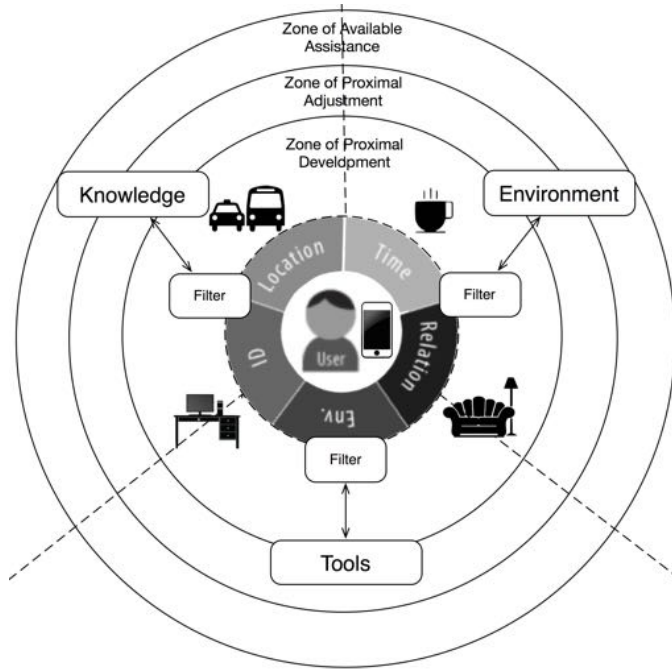 Zone of Available
Assistance
Zone of Proximal
Adjustment
Zone of Proximal
Development
Knowledge
Environment
Location
Time
Filter
Filter
ID
User
Relation
Env.
Filter
Tools